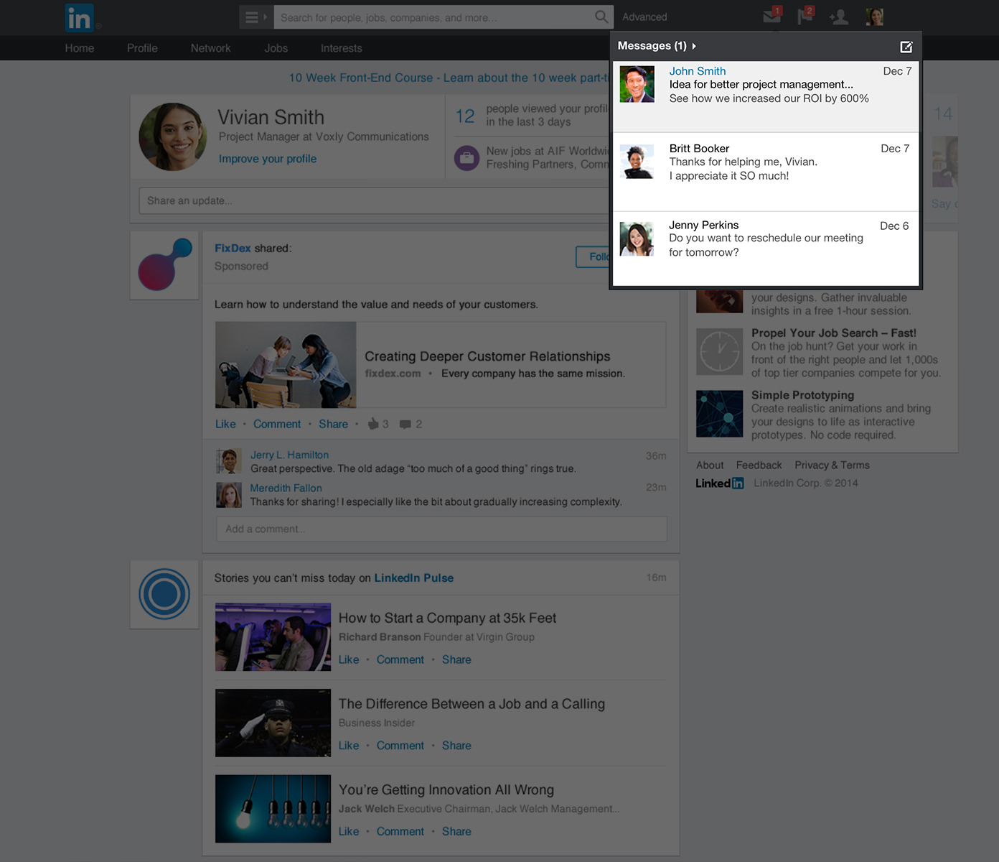 in
Search for people, jobs, companies, and more...
Advanced
1
2
Home
Profile
Network
Jobs
Interests
Messages (1)
John Smith
Dec 7
Idea for better project management...
See how we increased our ROI by 600%
Britt Booker
Dec 7
Thanks for helping me, Vivian.
I appreciate it SO much!
Jenny Perkins
Dec 6
Do you want to reschedule our meeting
for tomorrow?
10 Week Front-End Course - Learn about the 10 week part-ti
Vivian Smith
Project Manager at Voxly Communications
Improve your profile
12
people viewed your profile
in the last 3 days
New jobs at AIF Worldwi
Freshing Partners, Comm
14
Say
Share an update...
FixDex shared:
Sponsored
Learn how to understand the value and needs of your customers.
Creating Deeper Customer Relationships
fixdex.com • Every company has the same mission.
Like • Comment • Share • 3 2
Jerry L. Hamilton
36m
Great perspective. The old adage “too much of a good thing” rings true.
Meredith Fallon
23m
Thanks for sharing! I especially like the bit about gradually increasing complexity.
Add a comment...
your designs. Gather invaluable
insights in a free 1-hour session.
Propel Your Job Search – Fast!
On the job hunt? Get your work in
front of the right people and let 1,000s
of top tier companies compete for you.
Simple Prototyping
Create realistic animations and bring
your designs to life as interactive
prototypes. No code required.
About Feedback Privacy & Terms
Linkedin LinkedIn Corp. © 2014
Stories you can’t miss today on LinkedIn Pulse
16m
How to Start a Company at 35k Feet
Richard Branson Founder at Virgin Group
Like • Comment • Share
The Difference Between a Job and a Calling
Business Insider
Like • Comment • Share
You’re Getting Innovation All Wrong
Jack Welch Executive Chairman, Jack Welch Management...
Like • Comment • Share